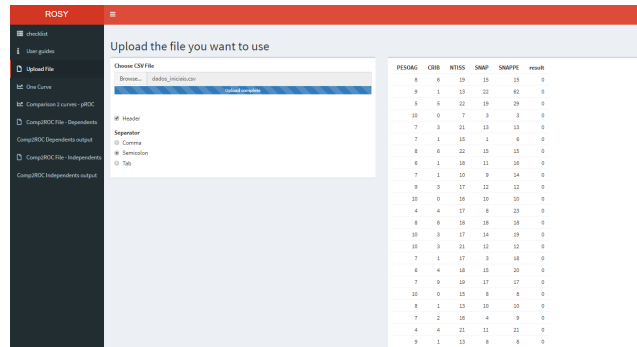 ROSY
checklist
User guides
Upload File
One Curve
Comparison 2 curves - pROC
Comp2ROC File - Dependents
Comp2ROC Dependents output
Comp2ROC File - Independents
Comp2ROC Independents output
Upload the file you want to use
Choose CSV File
Browse... dados_iniciais.csv
Upload complete
Header
Separator
Comma
Semicolon
Tab
PESOAG CRIB NTISS SNAP SNAPPE result
8 6 19 15 15 0
9 1 13 22 62 0
5 5 22 19 29 0
10 0 7 3 3 0
7 3 21 13 13 0
7 1 15 1 6 0
8 6 22 15 15 0
6 1 18 11 16 0
7 1 10 9 14 0
9 3 17 12 12 0
10 0 16 10 10 0
4 4 17 6 23 0
8 6 16 18 18 0
10 3 17 14 19 0
10 3 21 12 12 0
7 1 17 3 18 0
6 4 18 15 20 0
7 9 19 17 17 0
10 0 15 8 8 0
8 1 13 10 10 0
7 2 16 4 9 0
4 4 21 11 21 0
9 1 13 8 8 0